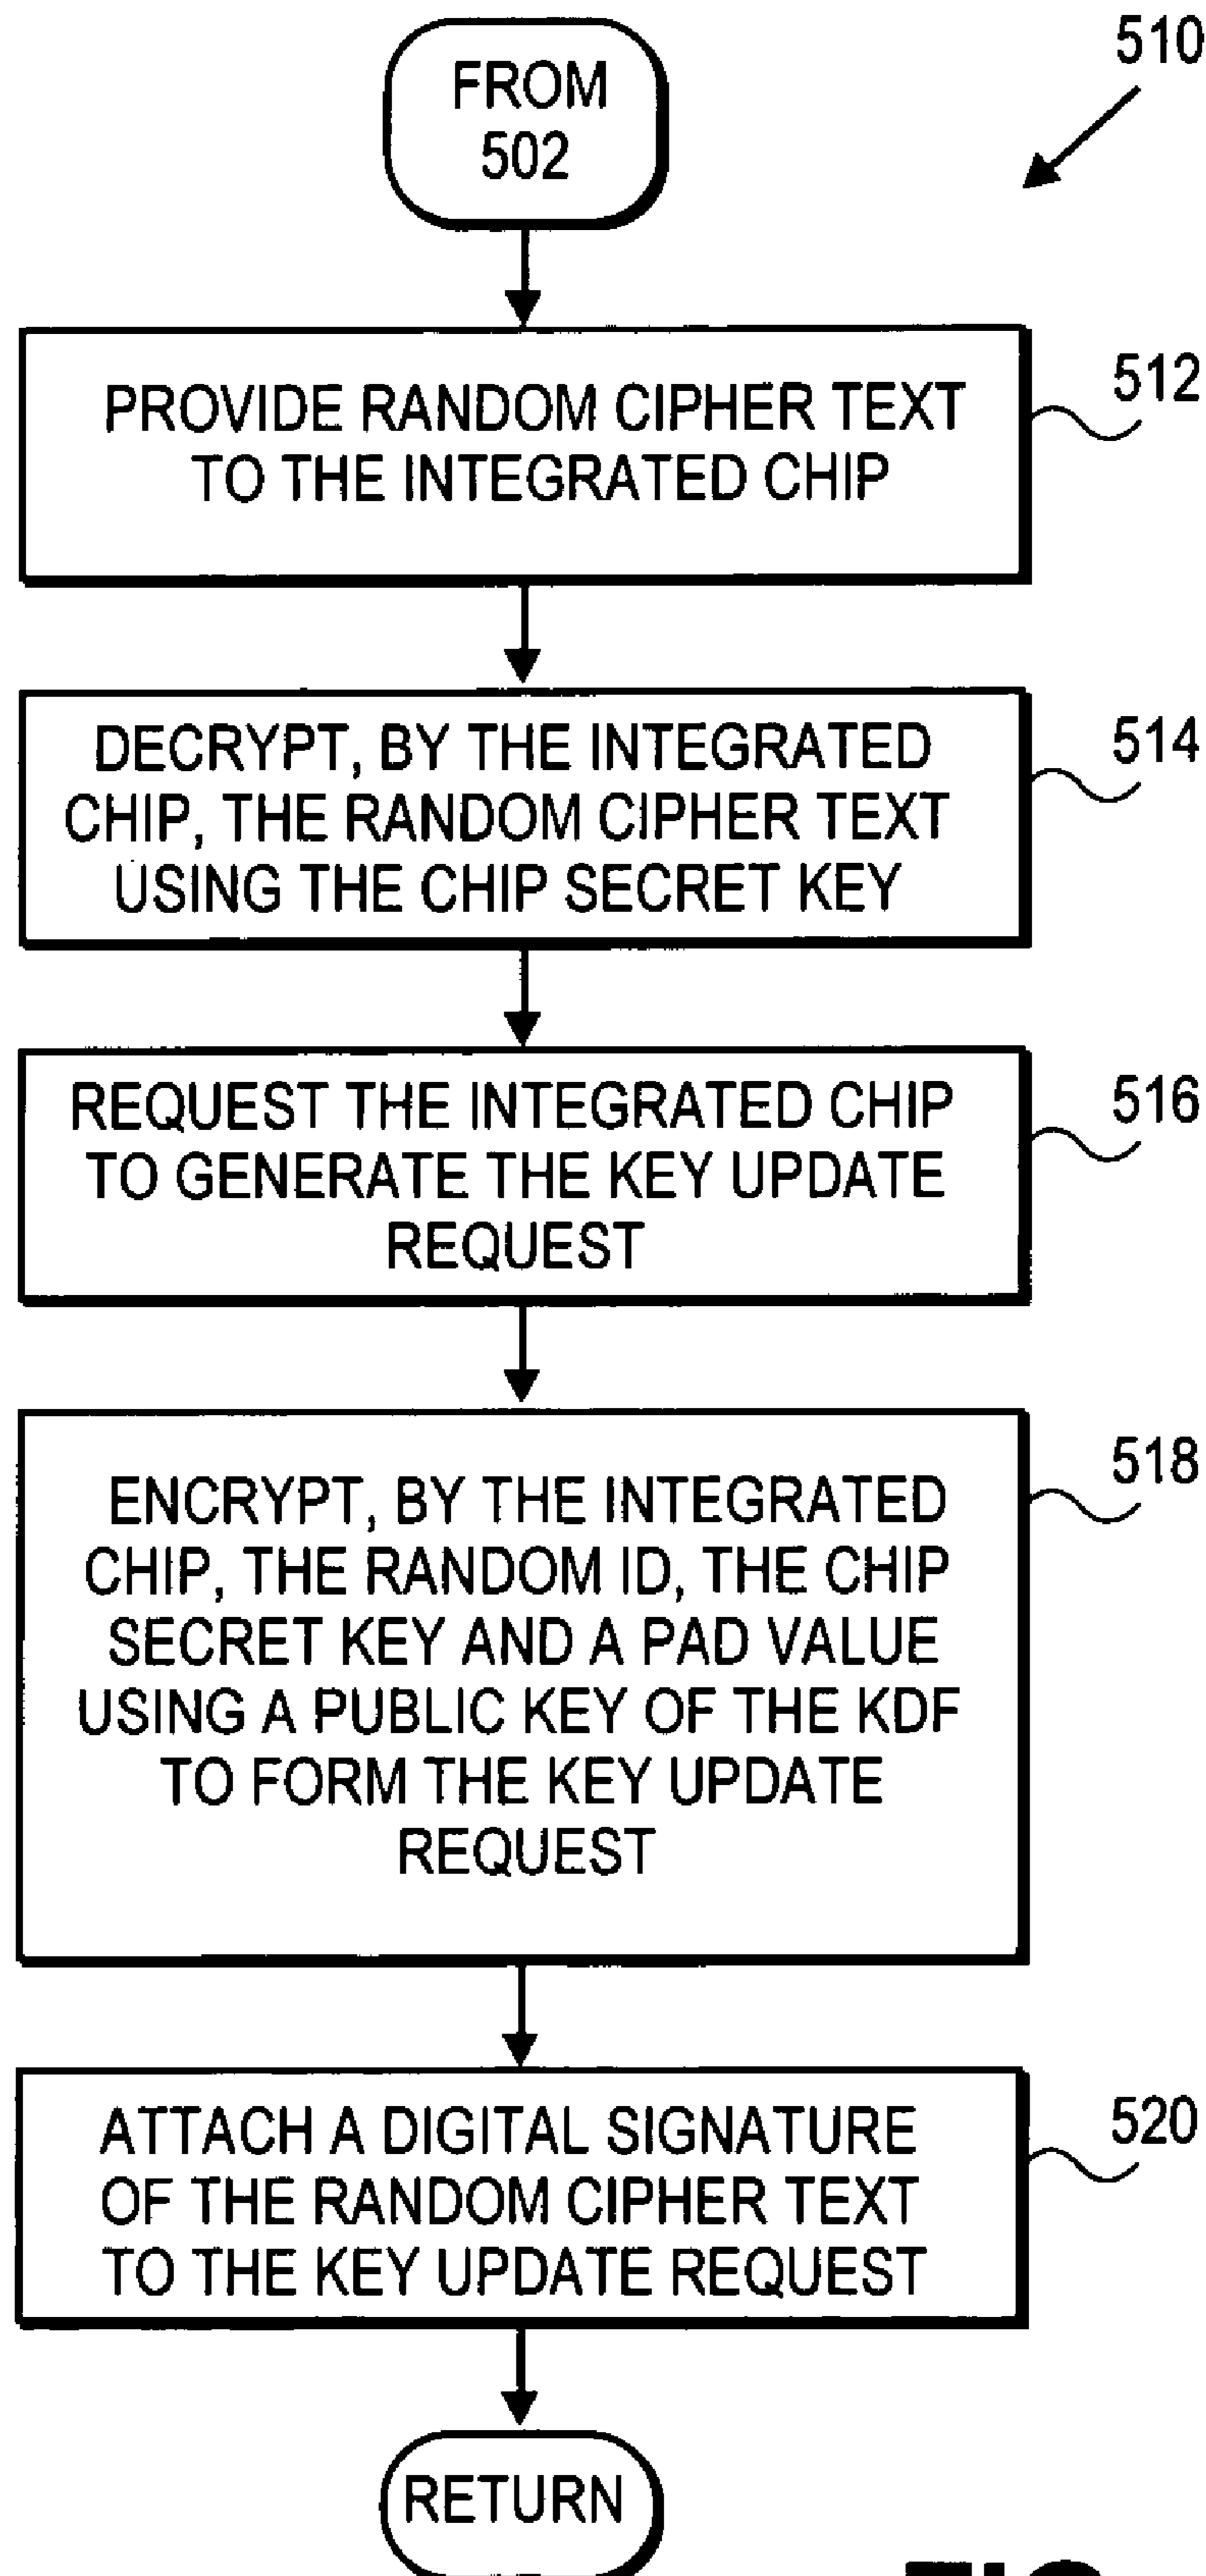 FROM
502
510
PROVIDE RANDOM CIPHER TEXT
TO THE INTEGRATED CHIP
512
DECRYPT, BY THE INTEGRATED
CHIP, THE RANDOM CIPHER TEXT
USING THE CHIP SECRET KEY
514
REQUEST THE INTEGRATED CHIP
TO GENERATE THE KEY UPDATE
REQUEST
516
ENCRYPT, BY THE INTEGRATED
CHIP, THE RANDOM ID, THE CHIP
SECRET KEY AND A PAD VALUE
USING A PUBLIC KEY OF THE KDF
TO FORM THE KEY UPDATE
REQUEST
518
ATTACH A DIGITAL SIGNATURE
OF THE RANDOM CIPHER TEXT
TO THE KEY UPDATE REQUEST
520
RETURN